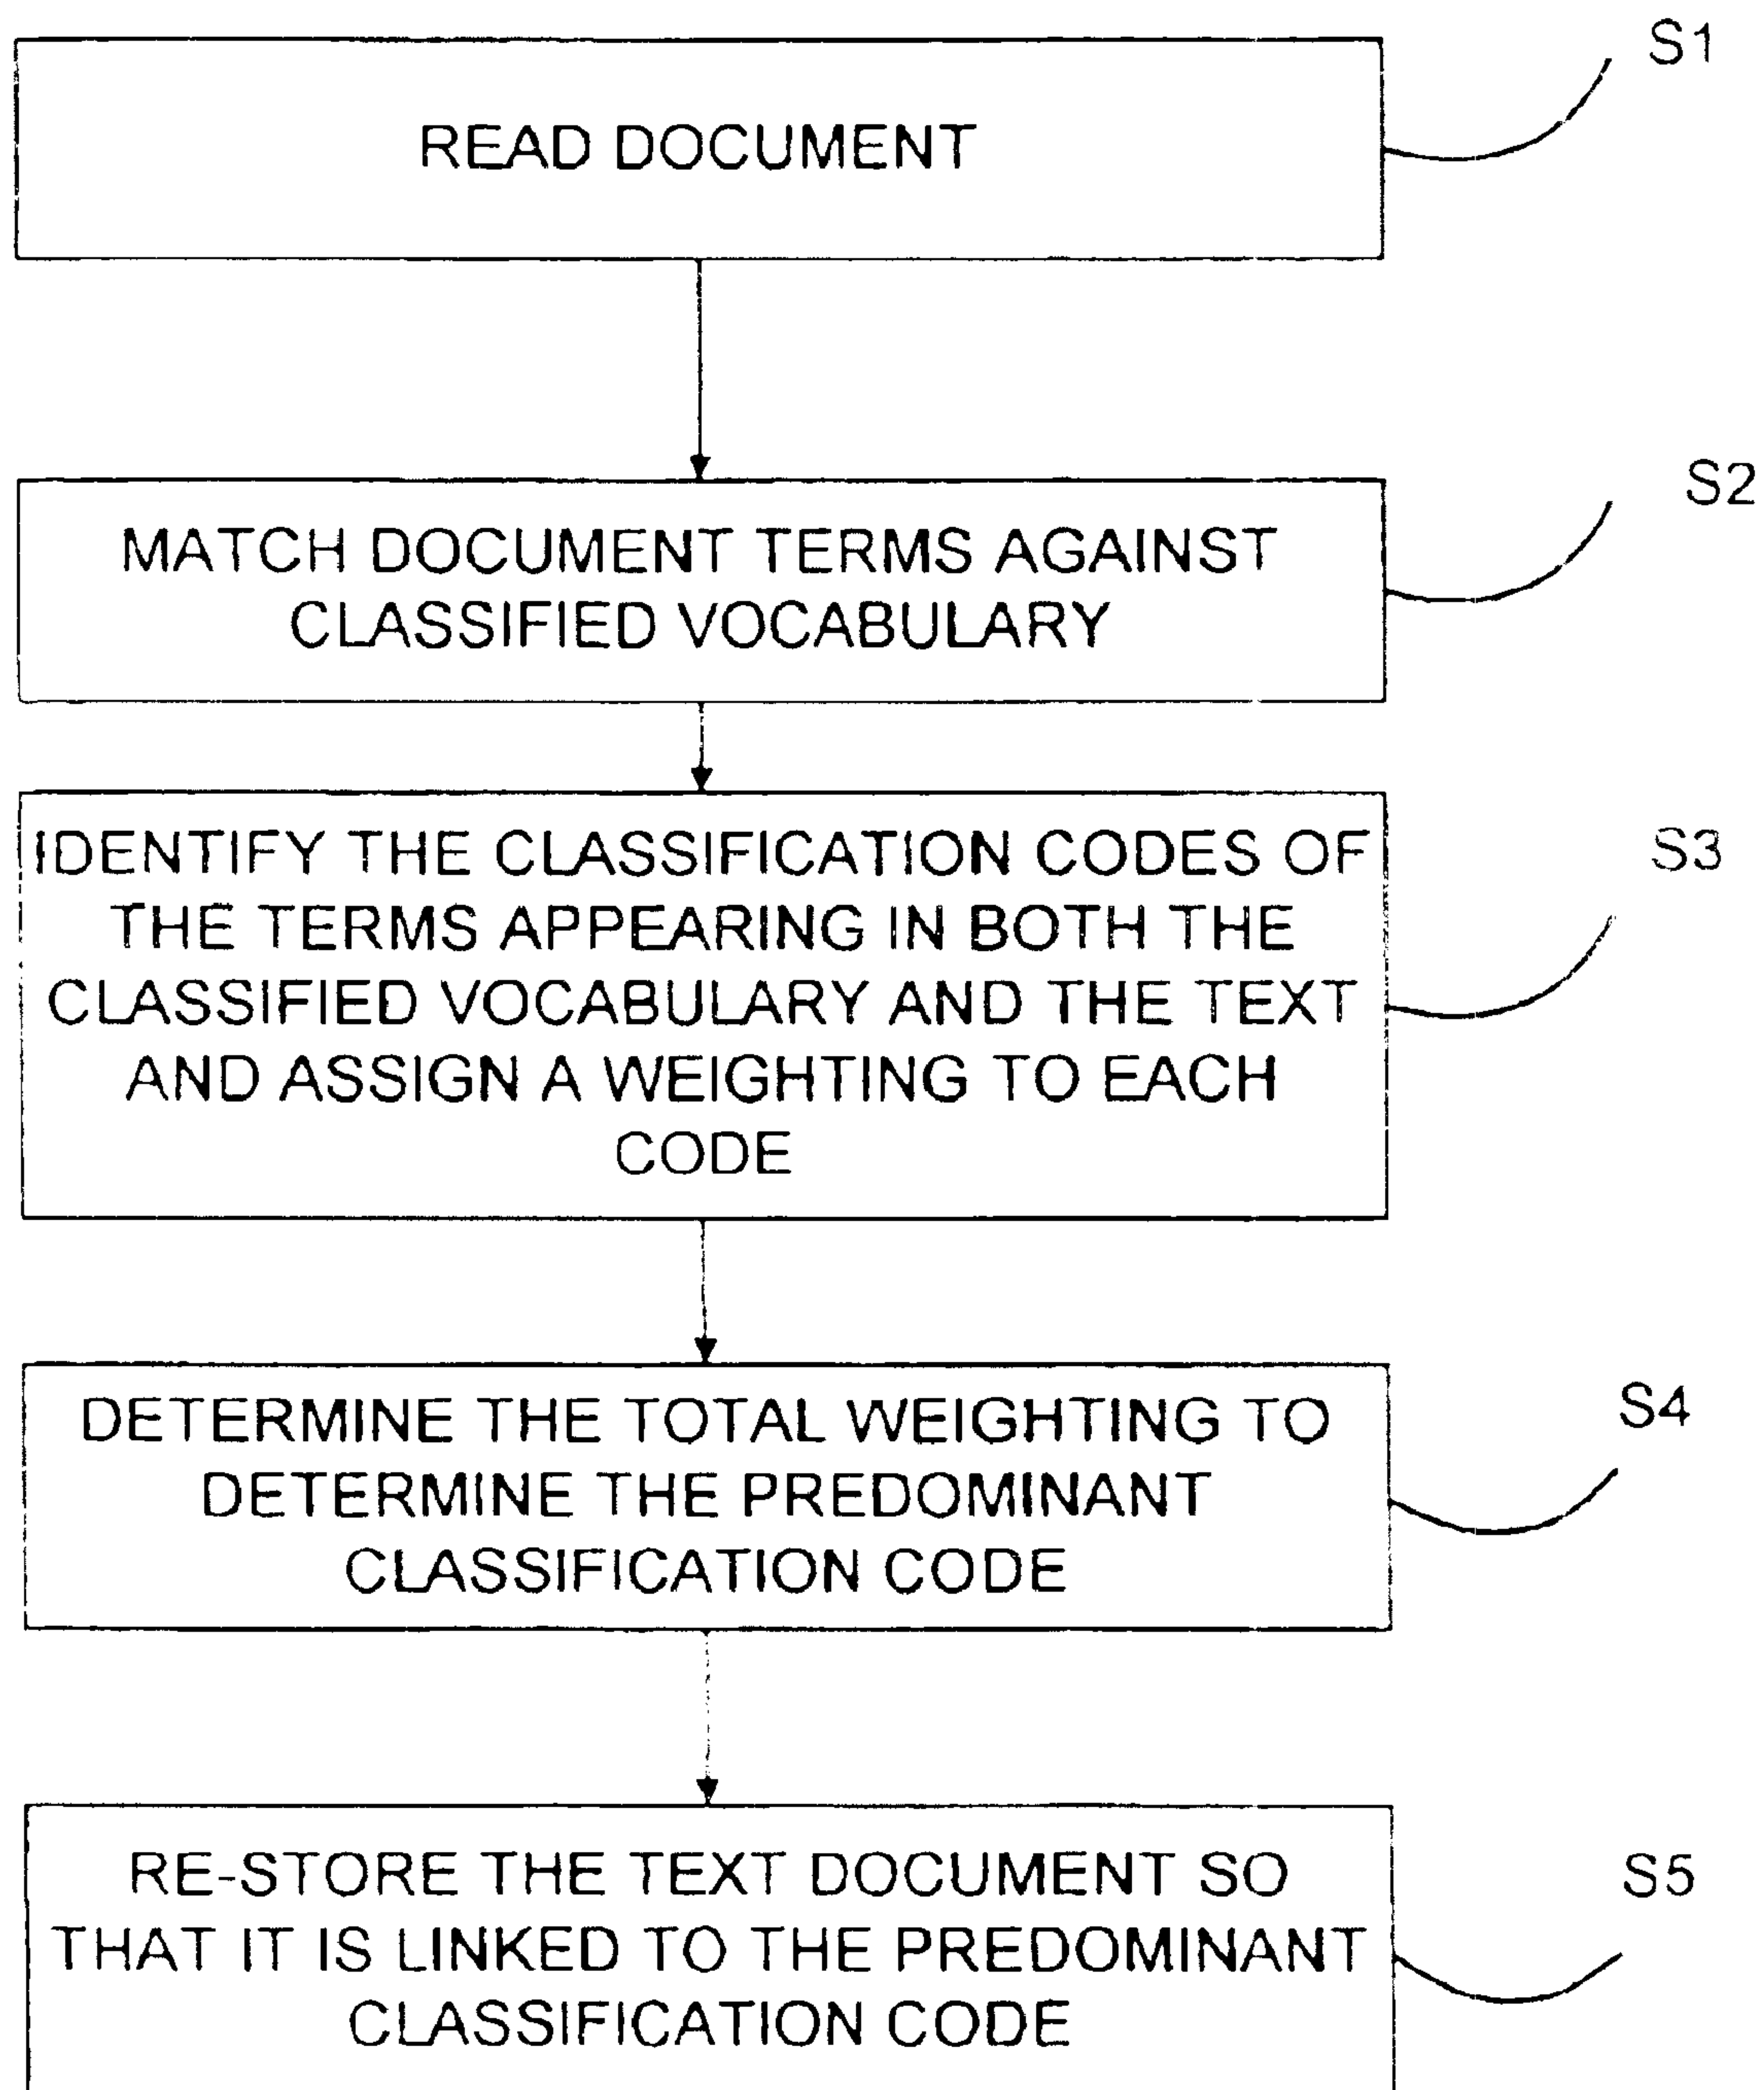 S1
READ DOCUMENT
S2
MATCH DOCUMENT TERMS AGAINST
CLASSIFIED VOCABULARY
IDENTIFY THE CLASSIFICATION CODES OF
S3
THE TERMS APPEARING IN BOTH THE
CLASSIFIED VOCABULARY AND THE TEXT
AND ASSIGN A WEIGHTING TO EACH
CODE
S4
DETERMINE THE TOTAL WEIGHTING TO
DETERMINE THE PREDOMINANT
CLASSIFICATION CODE
RE-STORE THE TEXT DOCUMENT SO
S5
THAT IT IS LINKED TO THE PREDOMINANT
CLASSIFICATION CODE